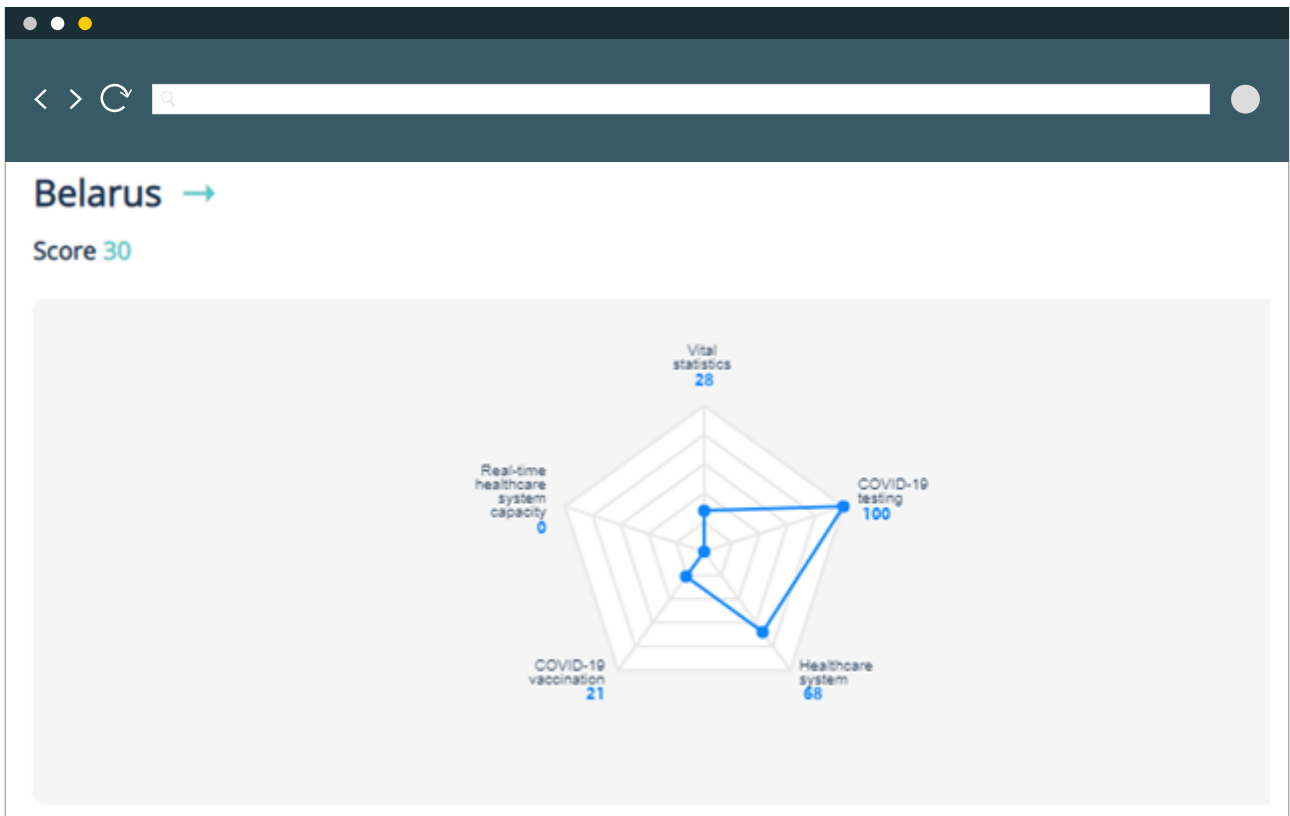 Belarus →
Score 30
Vital
statistics
28
COVID-19
testing
100
Healthcare
system
68
COVID-19
vaccination
21
Real-time
healthcare
system
capacity
0